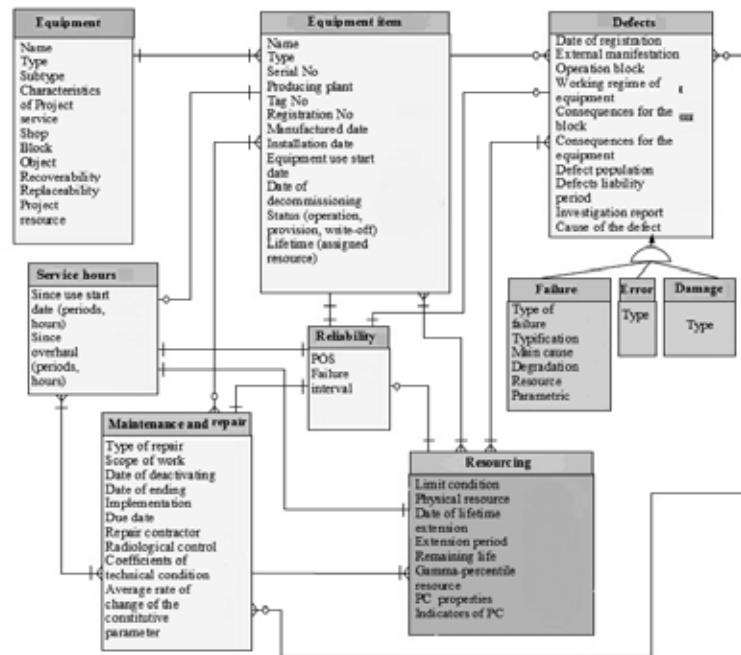 Equipment
Name
Type
Subtype
Characteristics
of Project
service
Shop
Block
Object
Recoverability
Replaceability
Project
resource
Equipment item
Name
Type
Serial No
Producing plant
Tag No
Registration No
Manufactured date
Installation date
Equipment use start
date
Date of
decommissioning
Status (operation,
provision, write-off)
Lifetime (assigned
resource)
Defects
Date of registration
External manifestation
Operation block
Working regime of
equipment
Consequences for the
block
Consequences for the
equipment
Defect population
Defects liability
period
Investigation report
Cause of the defect
Service hours
Since use start
date (periods,
hours)
Since
overhaul
(periods,
hours)
Reliability
POS
Failure
interval
Failure
Type of
failure
Typification
Main cause
Degradation
Resource
Parametric
Error
Type
Damage
Type
Maintenance and repair
Type of repair
Scope of work
Date of deactivating
Date of ending
Implementation
Due date
Repair contractor
Radiological control
Coefficients of
technical condition
Average rate of
change of the
constitutive
parameter
Resourcing
Limit condition
Physical resource
Date of lifetime
extension
Extension period
Remaining life
Gamma-percentile
resource
PC properties
Indicators of PC